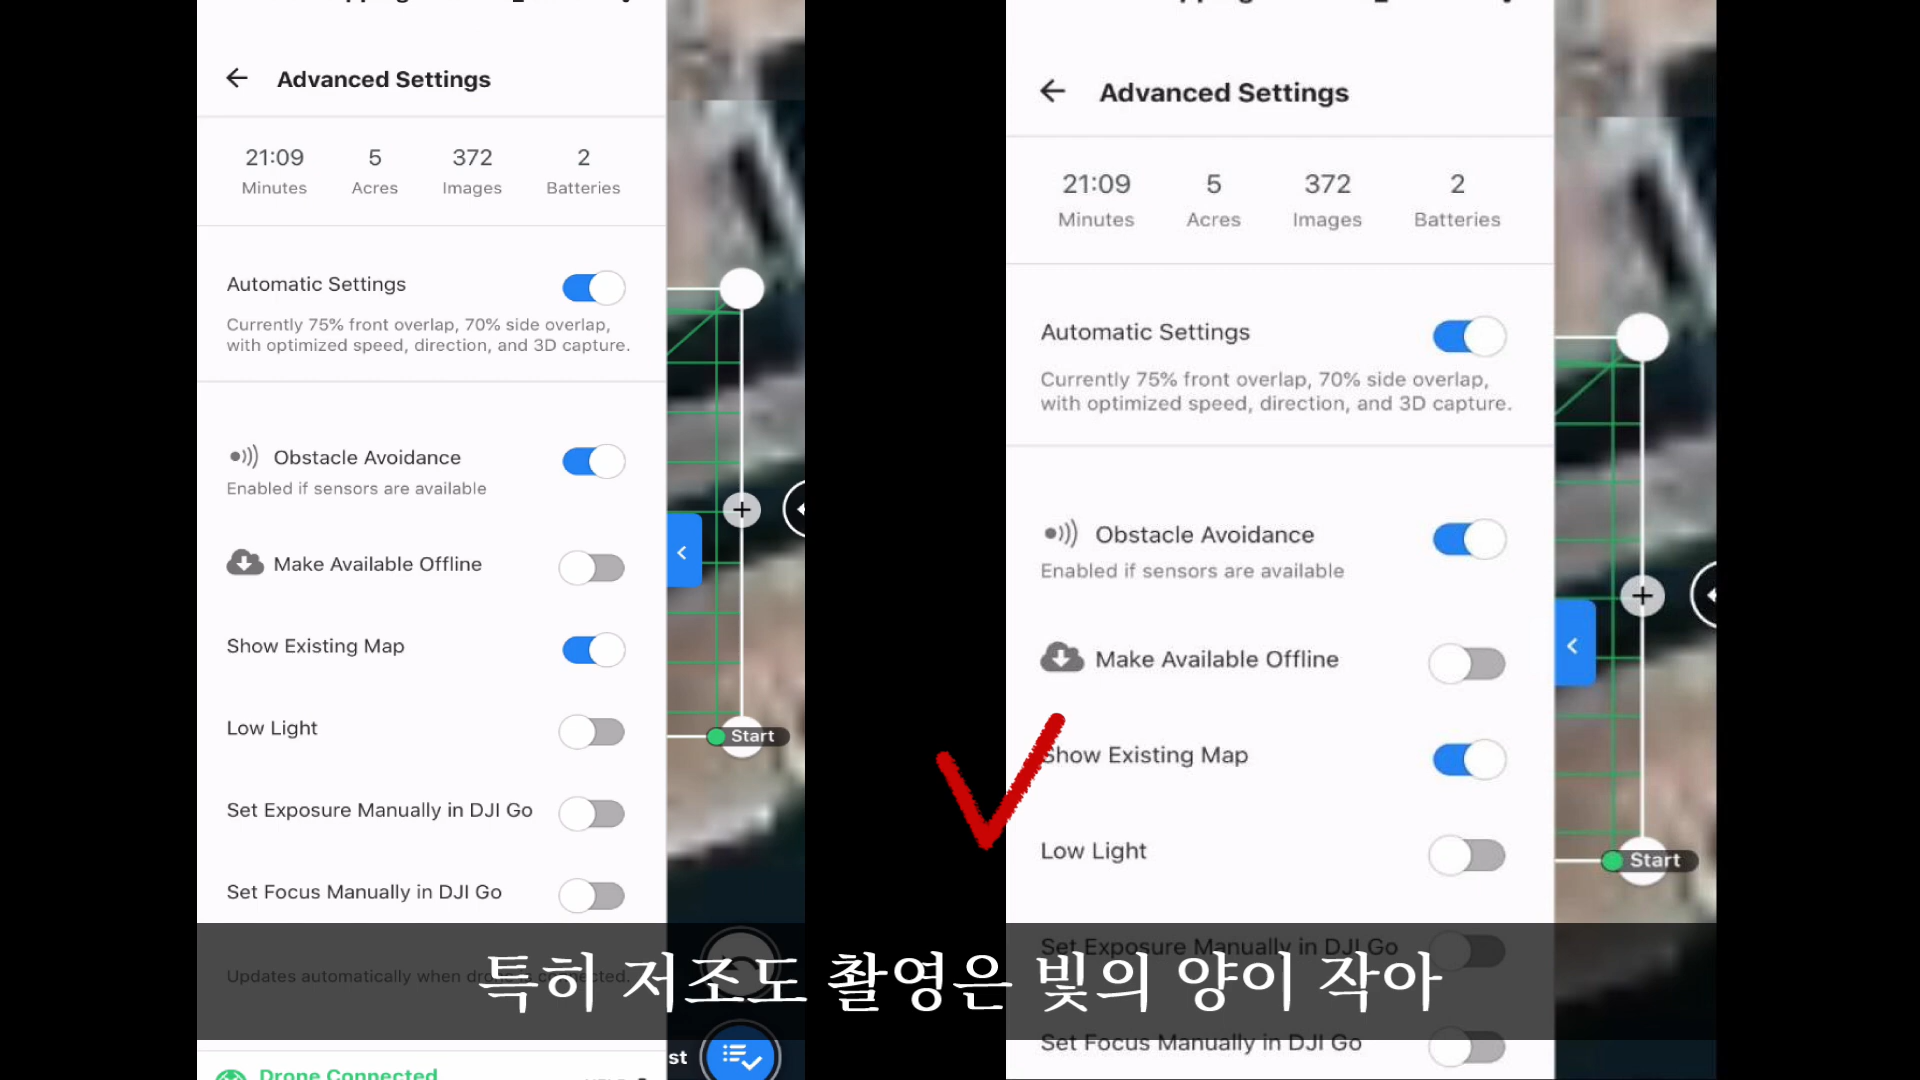 Advanced Settings
21:09 5 372 2
Minutes Acres Images Batteries
Automatic Settings
Currently 75% front overlap, 70% side overlap,
with optimized speed, direction, and 3D capture.
Obstacle Avoidance
Enabled if sensors are available
Make Available Offline
Show Existing Map
Low Light
Start
Set Exposure Manually in DJI Go
Set Focus Manually in DJI Go
Updates automatically when
st
Drone Connected
Advanced Settings
21:09 5 372 2
Minutes Acres Images Batteries
Automatic Settings
Currently 75% front overlap, 70% side overlap,
with optimized speed, direction, and 3D capture.
Obstacle Avoidance
Enabled if sensors are available
Make Available Offline
Show Existing Map
Low Light
Start
Set Exposure Manually in DJI Go
Set Focus Manually in DJI Go
특히 저조도 촬영은 빛의 양이 작아